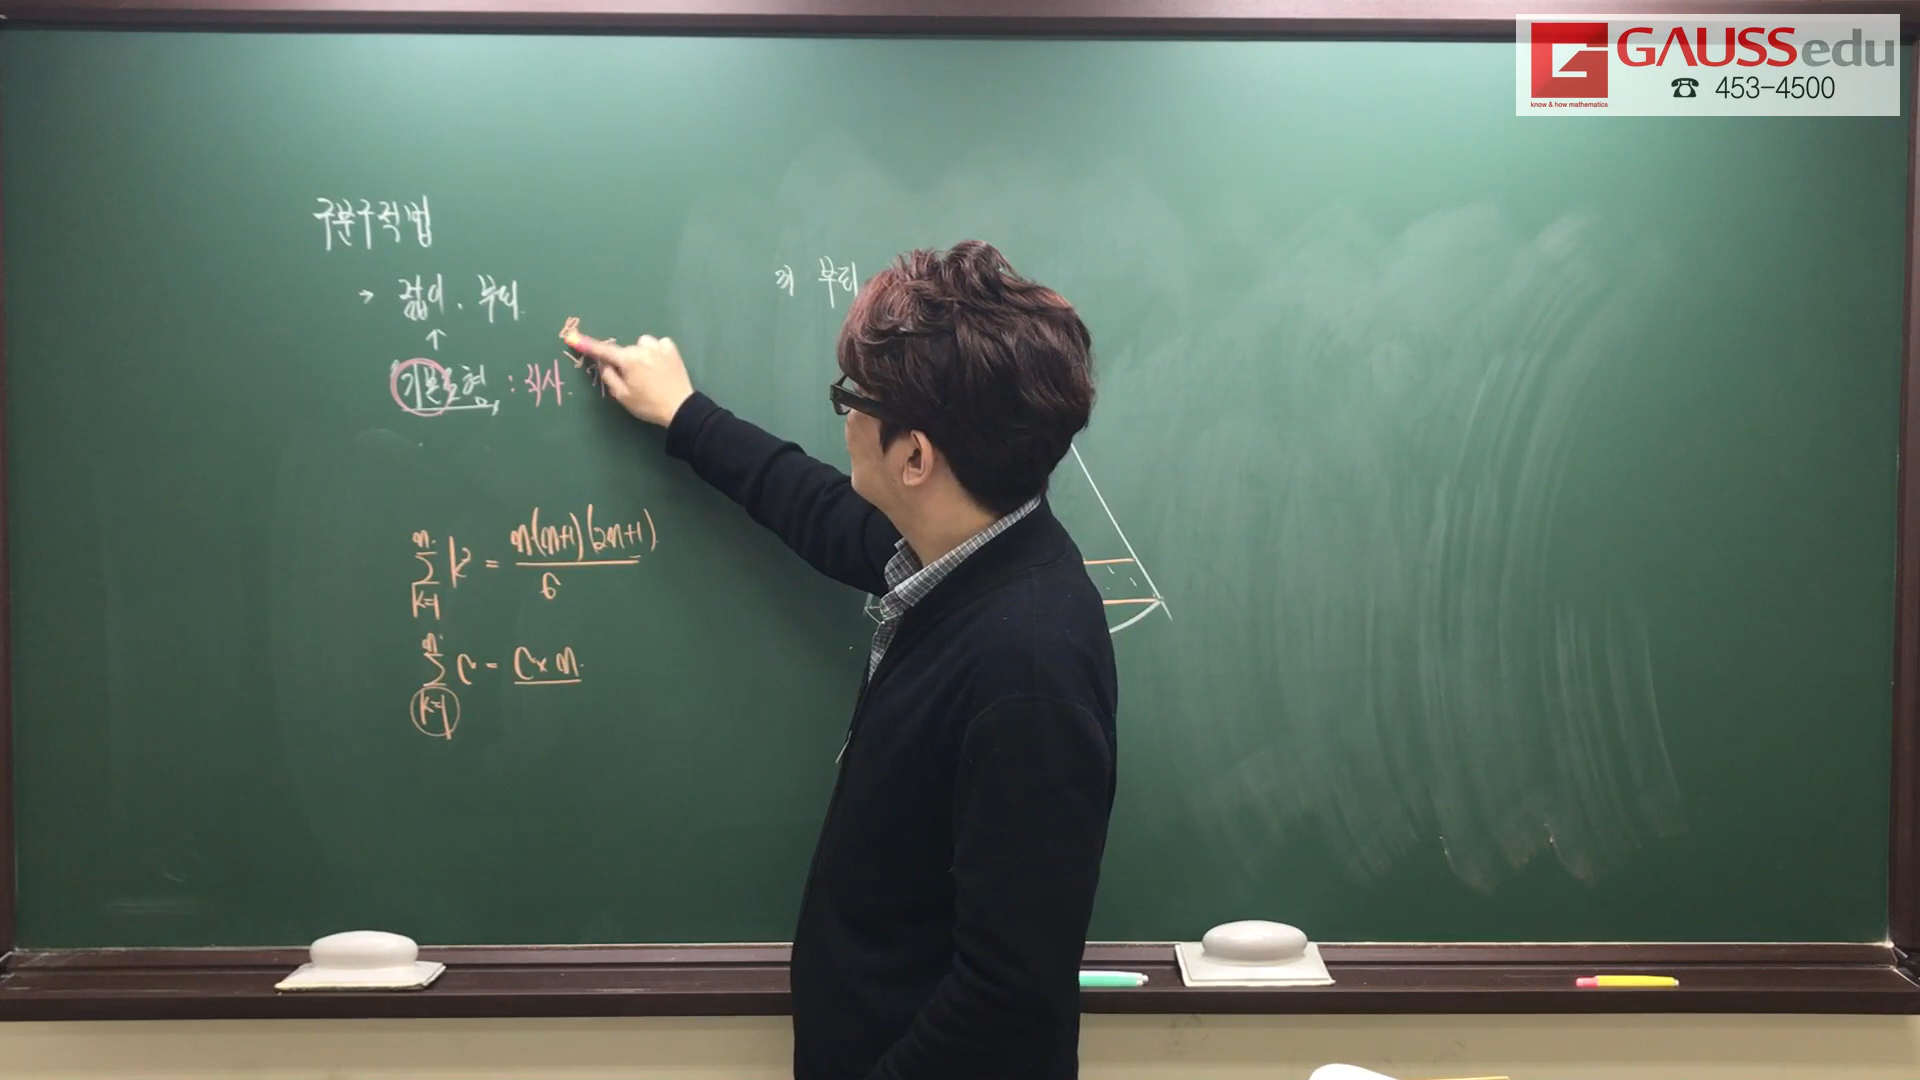 GAUSSedu
know & how mathematics
☎ 453-4500
구분구적법
→ 넓이, 부피
↑
기본도형 : 직사.
n
Σ k² = n(n+1)(2n+1) / 6
k=1
n
Σ C = C × n
k=1
부피